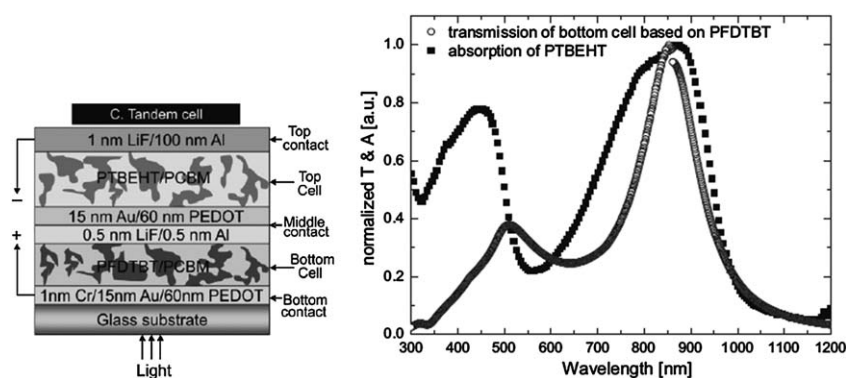 C. Tandem cell
1 nm LiF/100 nm Al
Top contact
PTBEHT/PCBM
Top Cell
15 nm Au/60 nm PEDOT
Middle contact
0.5 nm LiF/0.5 nm Al
PFDTBT/PCBM
Bottom Cell
1nm Cr/15nm Au/60nm PEDOT
Bottom contact
Glass substrate
Light
−
+
transmission of bottom cell based on PFDTBT
absorption of PTBEHT
normalized T & A [a.u.]
1.0
0.8
0.6
0.4
0.2
0.0
300 400 500 600 700 800 900 1000 1100 1200
Wavelength [nm]